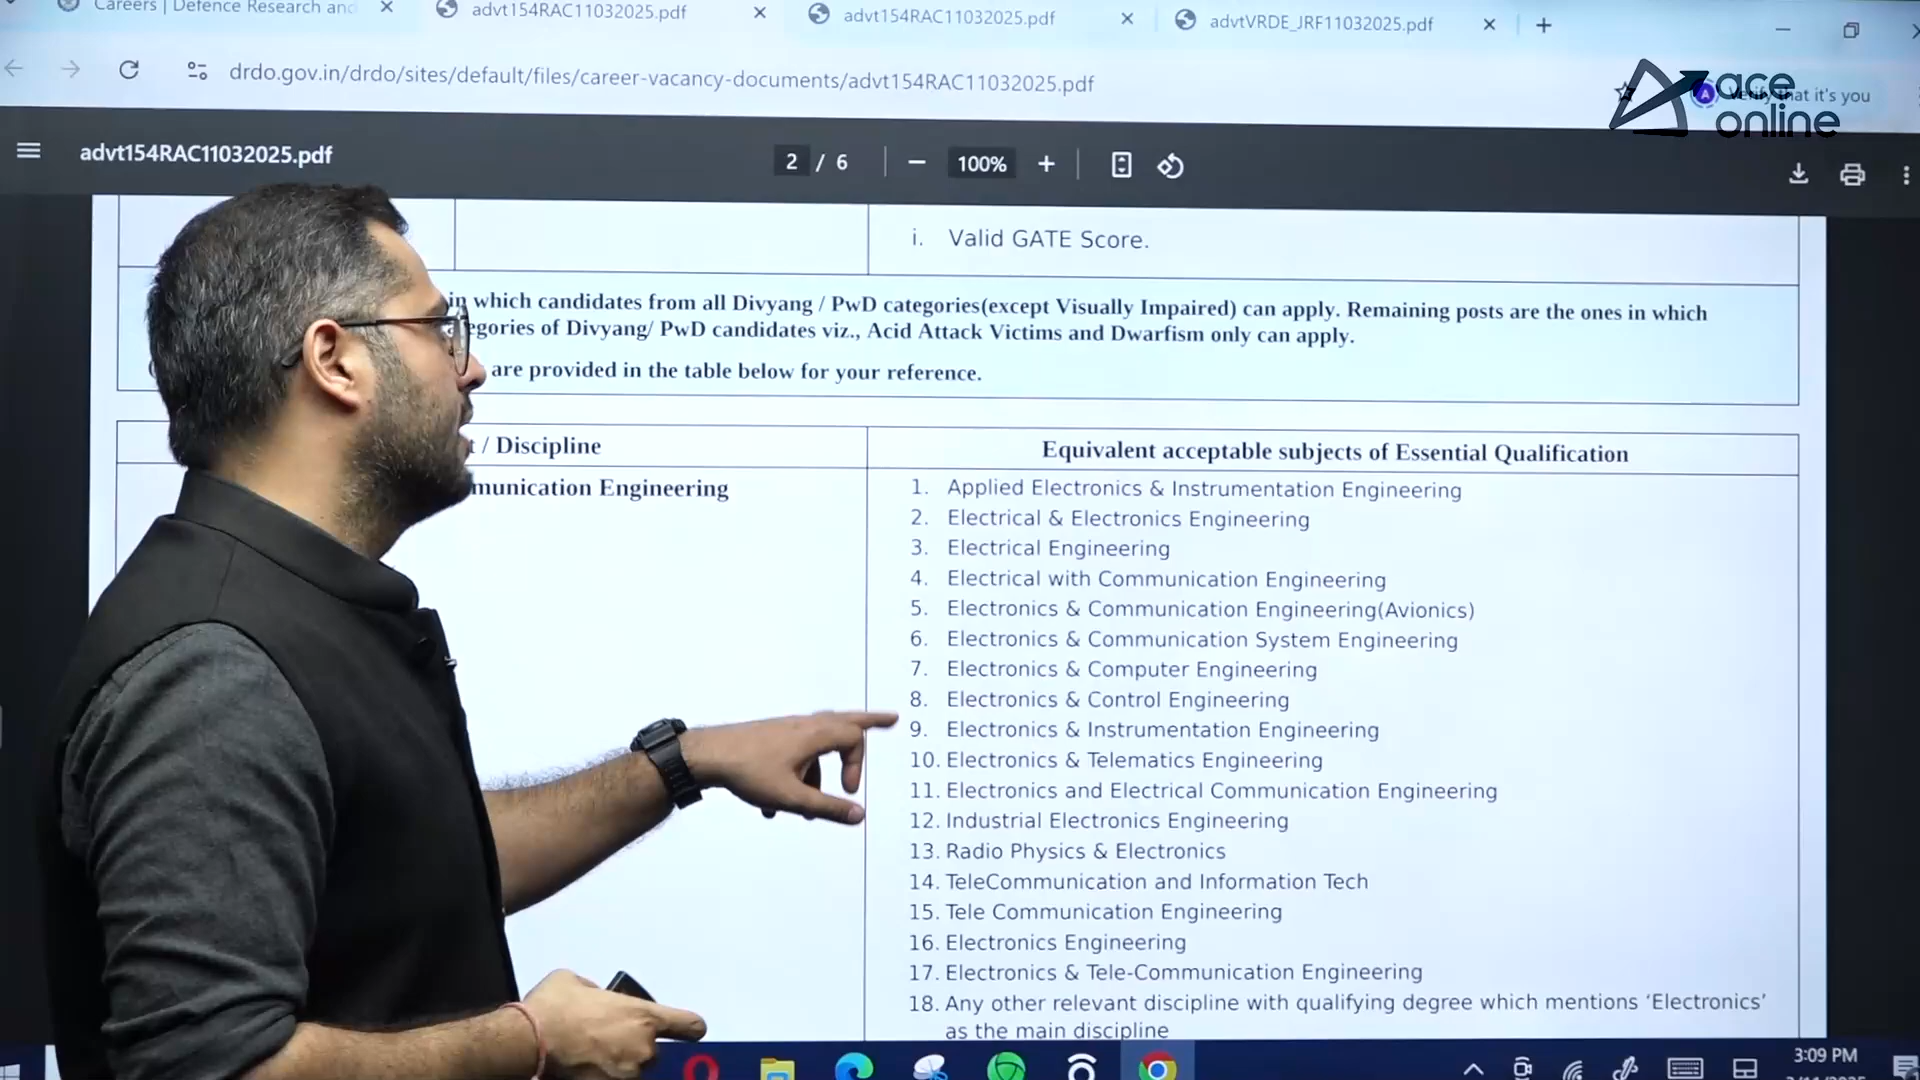 Careers | Defence Research and
advt154RAC11032025.pdf
advt154RAC11032025.pdf
advtVRDE_JRF11032025.pdf
drdo.gov.in/drdo/sites/default/files/career-vacancy-documents/advt154RAC11032025.pdf
that it's you
ace
online
advt154RAC11032025.pdf
2 / 6
100%
i. Valid GATE Score.
in which candidates from all Divyang / PwD categories(except Visually Impaired) can apply. Remaining posts are the ones in which
egories of Divyang/ PwD candidates viz., Acid Attack Victims and Dwarfism only can apply.
are provided in the table below for your reference.
/ Discipline
Equivalent acceptable subjects of Essential Qualification
munication Engineering
1. Applied Electronics & Instrumentation Engineering
2. Electrical & Electronics Engineering
3. Electrical Engineering
4. Electrical with Communication Engineering
5. Electronics & Communication Engineering(Avionics)
6. Electronics & Communication System Engineering
7. Electronics & Computer Engineering
8. Electronics & Control Engineering
9. Electronics & Instrumentation Engineering
10. Electronics & Telematics Engineering
11. Electronics and Electrical Communication Engineering
12. Industrial Electronics Engineering
13. Radio Physics & Electronics
14. TeleCommunication and Information Tech
15. Tele Communication Engineering
16. Electronics Engineering
17. Electronics & Tele-Communication Engineering
18. Any other relevant discipline with qualifying degree which mentions ‘Electronics’
as the main discipline
3:09 PM